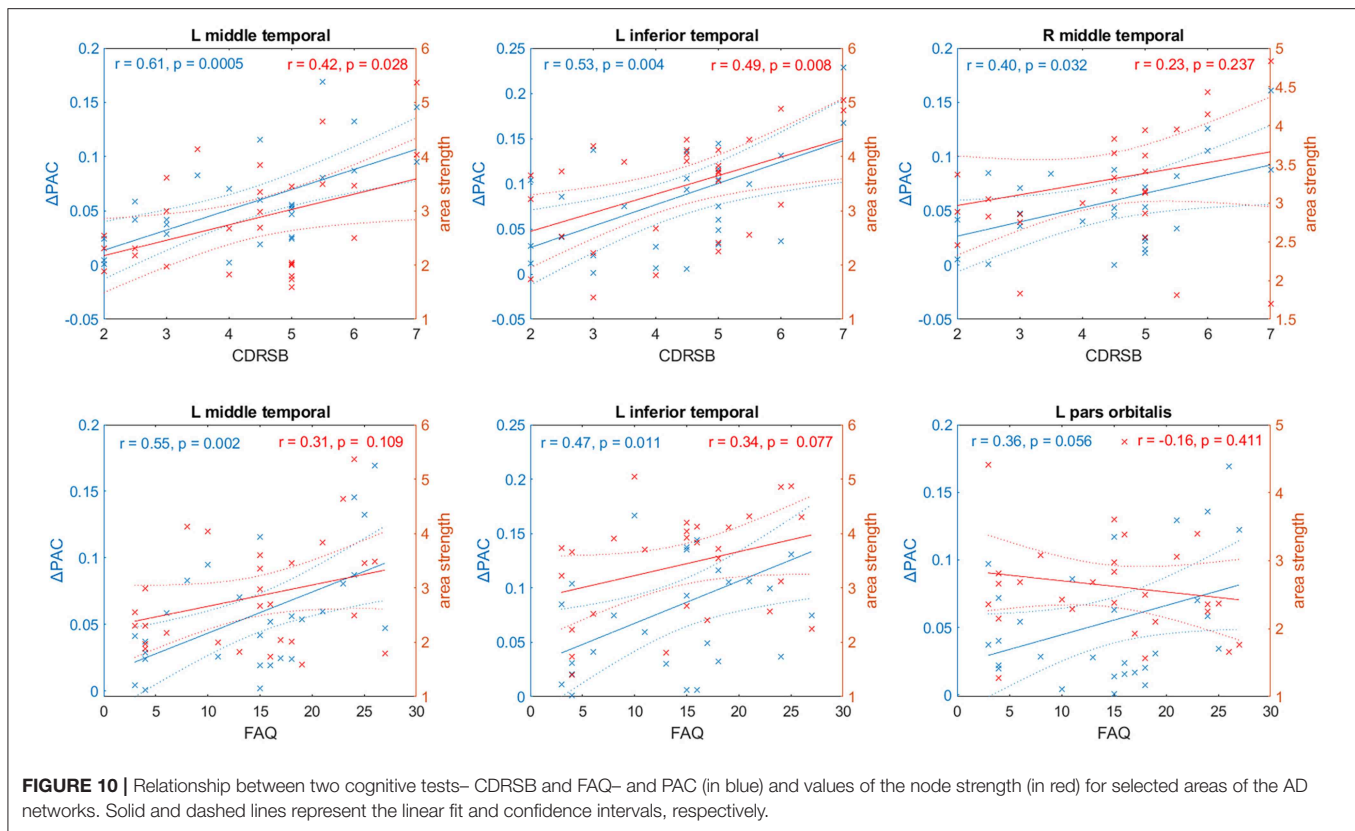 L middle temporal
L inferior temporal
R middle temporal
0.2
0.15
0.1
0.05
0
-0.05
ΔPAC
r = 0.61, p = 0.0005
r = 0.42, p = 0.028
6
5
4
3
2
1
area strength
2 3 4 5 6 7
CDRSB
0.25
0.2
0.15
0.1
0.05
0
-0.05
ΔPAC
r = 0.53, p = 0.004
r = 0.49, p = 0.008
6
5
4
3
2
1
area strength
2 3 4 5 6 7
CDRSB
0.2
0.15
0.1
0.05
0
-0.05
ΔPAC
r = 0.40, p = 0.032
r = 0.23, p = 0.237
5
4.5
4
3.5
3
2.5
2
1.5
area strength
2 3 4 5 6 7
CDRSB
L middle temporal
L inferior temporal
L pars orbitalis
0.2
0.15
0.1
0.05
0
ΔPAC
r = 0.55, p = 0.002
r = 0.31, p = 0.109
6
5
4
3
2
1
area strength
0 5 10 15 20 25 30
FAQ
0.25
0.2
0.15
0.1
0.05
0
ΔPAC
r = 0.47, p = 0.011
r = 0.34, p = 0.077
6
5
4
3
2
1
area strength
0 5 10 15 20 25 30
FAQ
0.2
0.15
0.1
0.05
0
ΔPAC
r = 0.36, p = 0.056
r = -0.16, p = 0.411
5
4
3
2
1
area strength
0 5 10 15 20 25 30
FAQ
FIGURE 10 | Relationship between two cognitive tests– CDRSB and FAQ– and PAC (in blue) and values of the node strength (in red) for selected areas of the AD
networks. Solid and dashed lines represent the linear fit and confidence intervals, respectively.